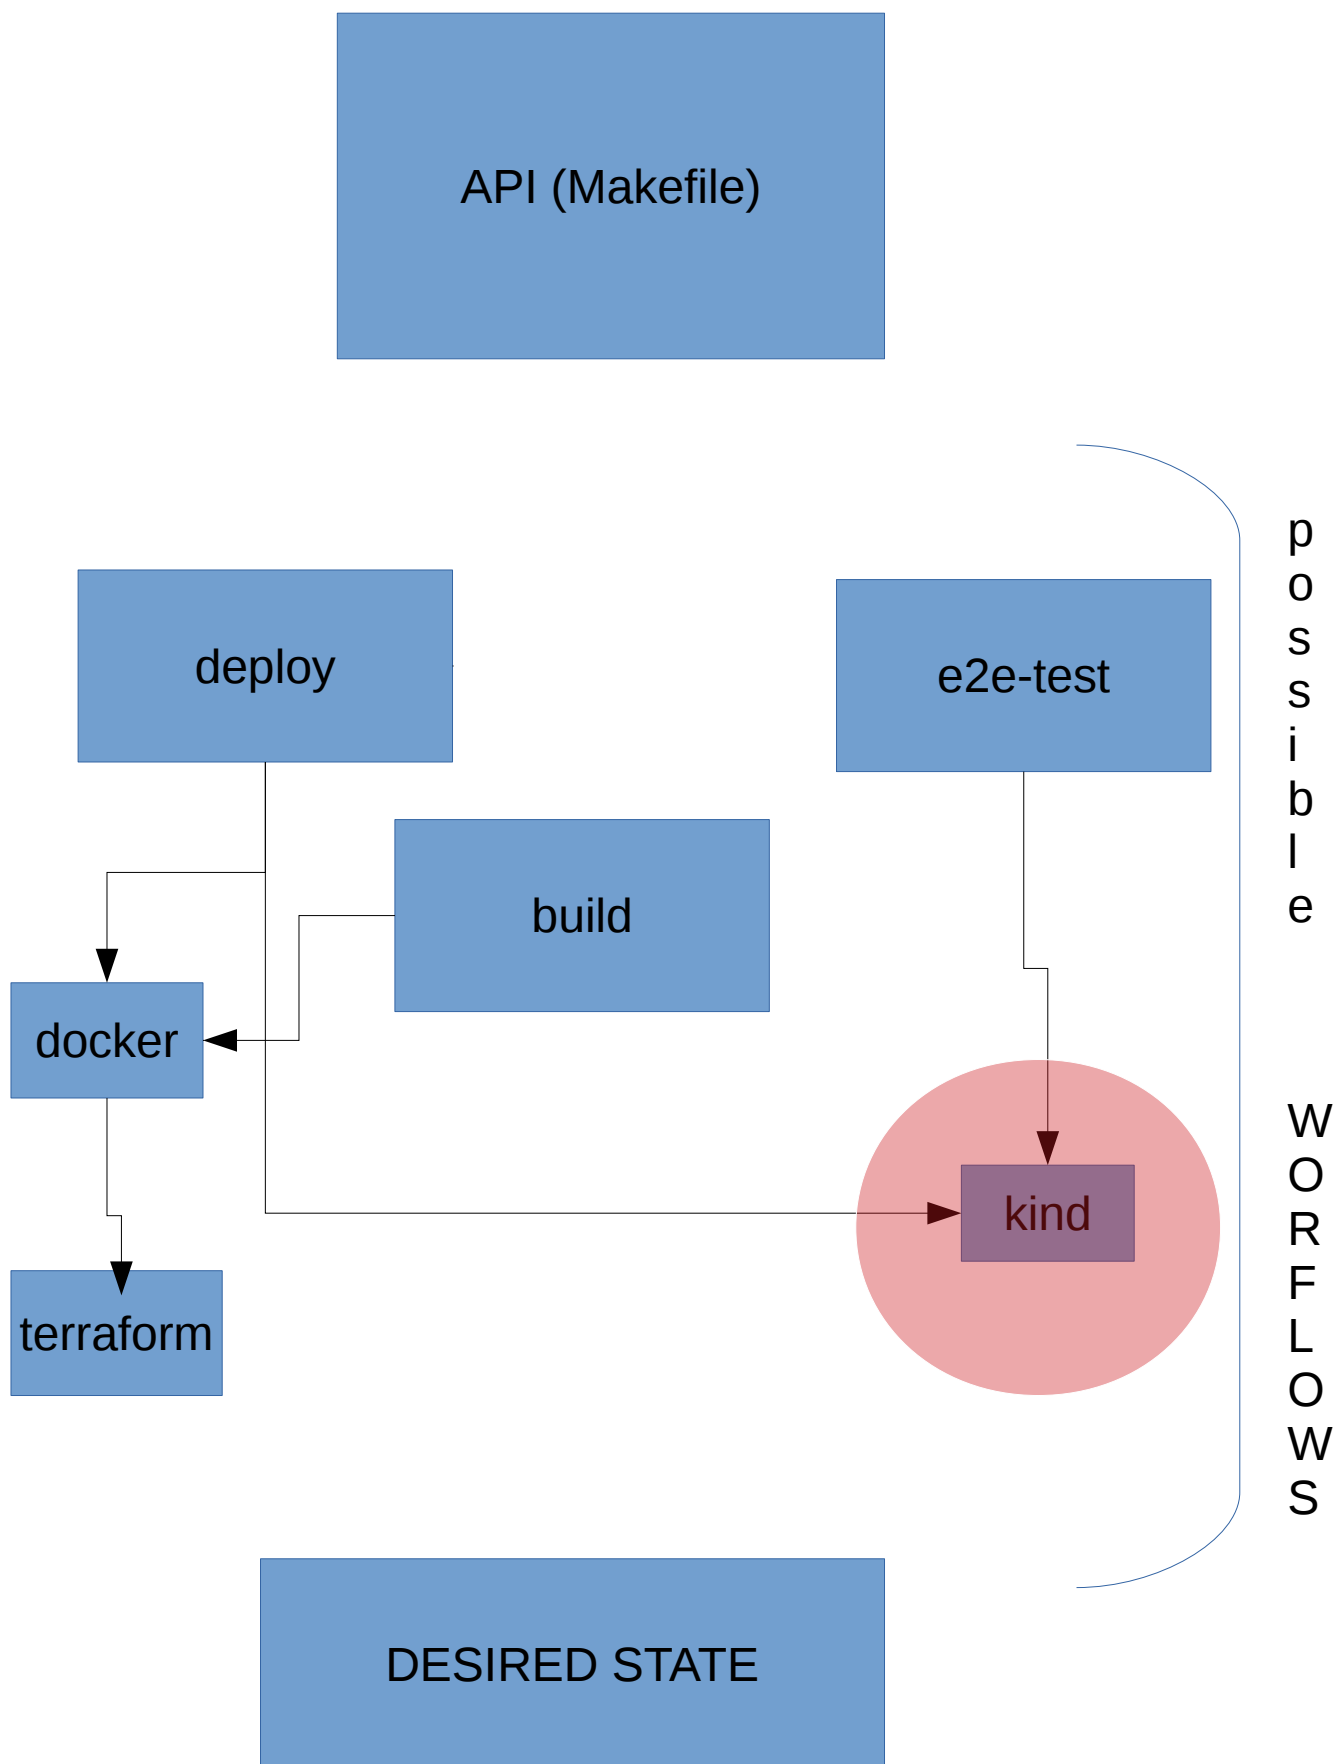 API (Makefile)
deploy
e2e-test
build
docker
kind
terraform
DESIRED STATE
p
o
s
s
i
b
l
e
W
O
R
F
L
O
W
S